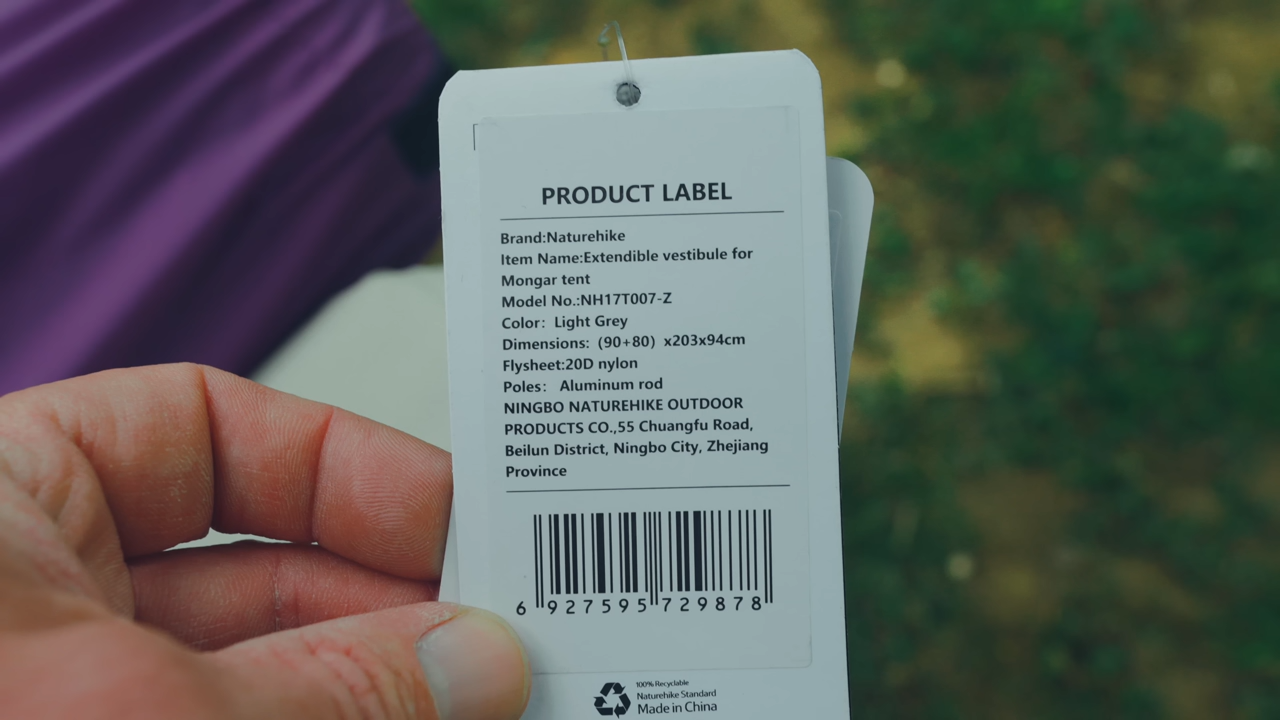 PRODUCT LABEL
Brand:Naturehike
Item Name:Extendible vestibule for
Mongar tent
Model No.:NH17T007-Z
Color: Light Grey
Dimensions: (90+80) x203x94cm
Flysheet:20D nylon
Poles: Aluminum rod
NINGBO NATUREHIKE OUTDOOR
PRODUCTS CO.,55 Chuangfu Road,
Beilun District, Ningbo City, Zhejiang
Province
6 927595 729878
100% Recyclable
Naturehike Standard
Made in China